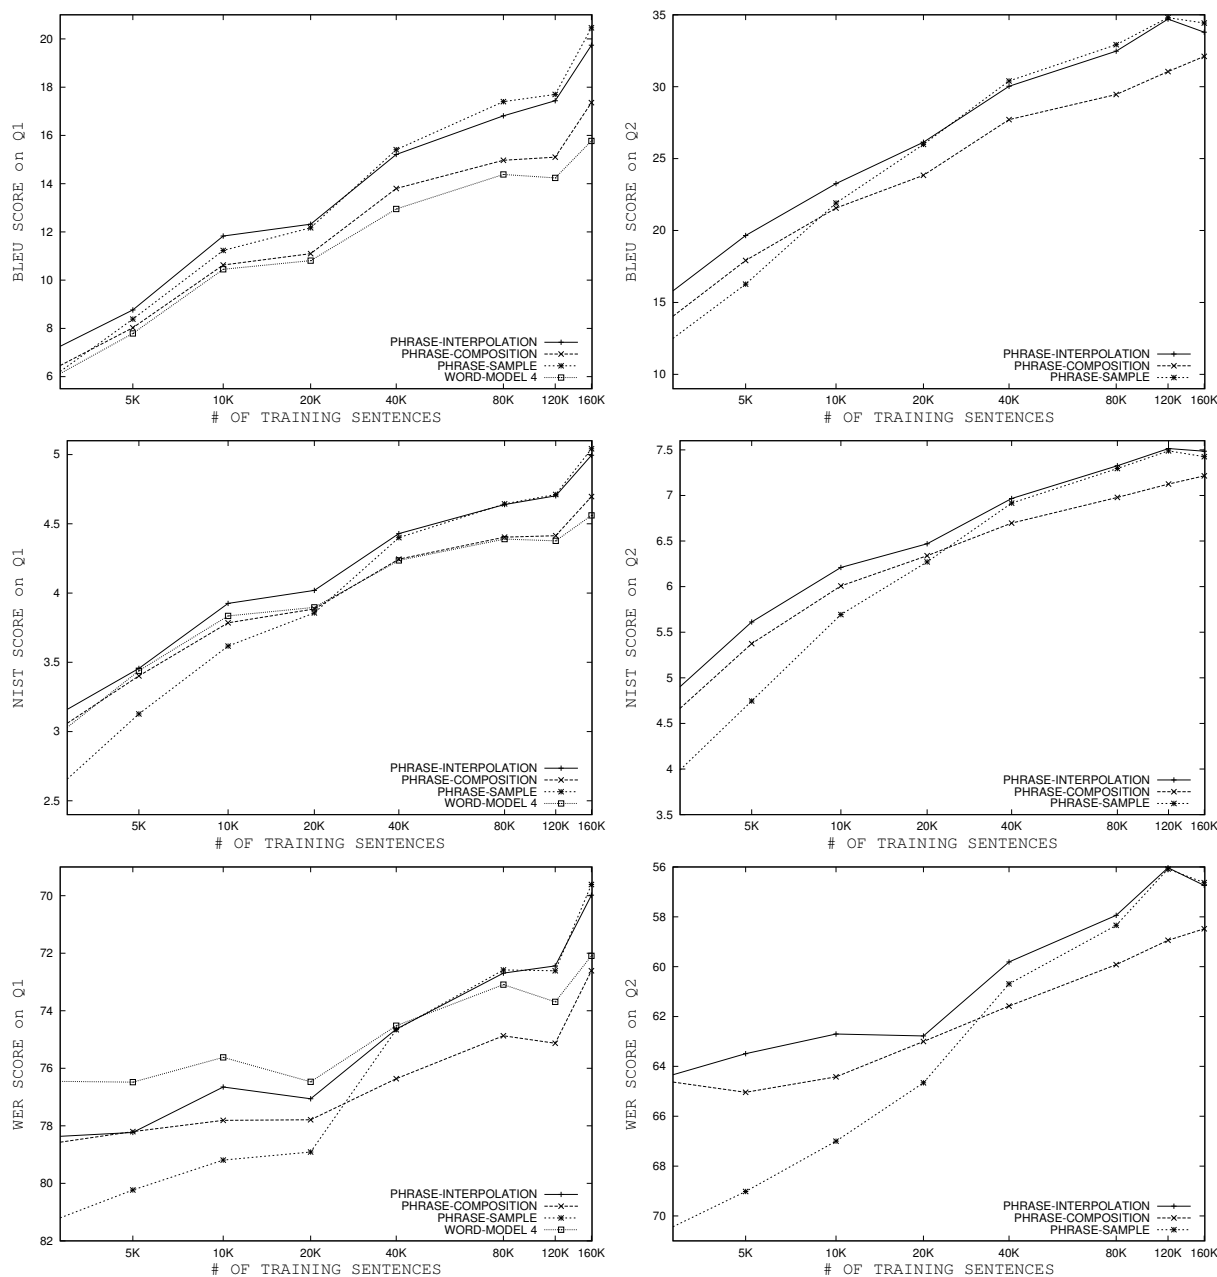 BLEU SCORE on Q1
20
18
16
14
12
10
8
6
PHRASE-INTERPOLATION
PHRASE-COMPOSITION
PHRASE-SAMPLE
WORD-MODEL 4
5K 10K 20K 40K 80K 120K 160K
# OF TRAINING SENTENCES
BLEU SCORE on Q2
35
30
25
20
15
10
PHRASE-INTERPOLATION
PHRASE-COMPOSITION
PHRASE-SAMPLE
5K 10K 20K 40K 80K 120K 160K
# OF TRAINING SENTENCES
NIST SCORE on Q1
5
4.5
4
3.5
3
2.5
PHRASE-INTERPOLATION
PHRASE-COMPOSITION
PHRASE-SAMPLE
WORD-MODEL 4
5K 10K 20K 40K 80K 120K 160K
# OF TRAINING SENTENCES
NIST SCORE on Q2
7.5
7
6.5
6
5.5
5
4.5
4
3.5
PHRASE-INTERPOLATION
PHRASE-COMPOSITION
PHRASE-SAMPLE
5K 10K 20K 40K 80K 120K 160K
# OF TRAINING SENTENCES
WER SCORE on Q1
70
72
74
76
78
80
82
PHRASE-INTERPOLATION
PHRASE-COMPOSITION
PHRASE-SAMPLE
WORD-MODEL 4
5K 10K 20K 40K 80K 120K 160K
# OF TRAINING SENTENCES
WER SCORE on Q2
56
58
60
62
64
66
68
70
PHRASE-INTERPOLATION
PHRASE-COMPOSITION
PHRASE-SAMPLE
5K 10K 20K 40K 80K 120K 160K
# OF TRAINING SENTENCES